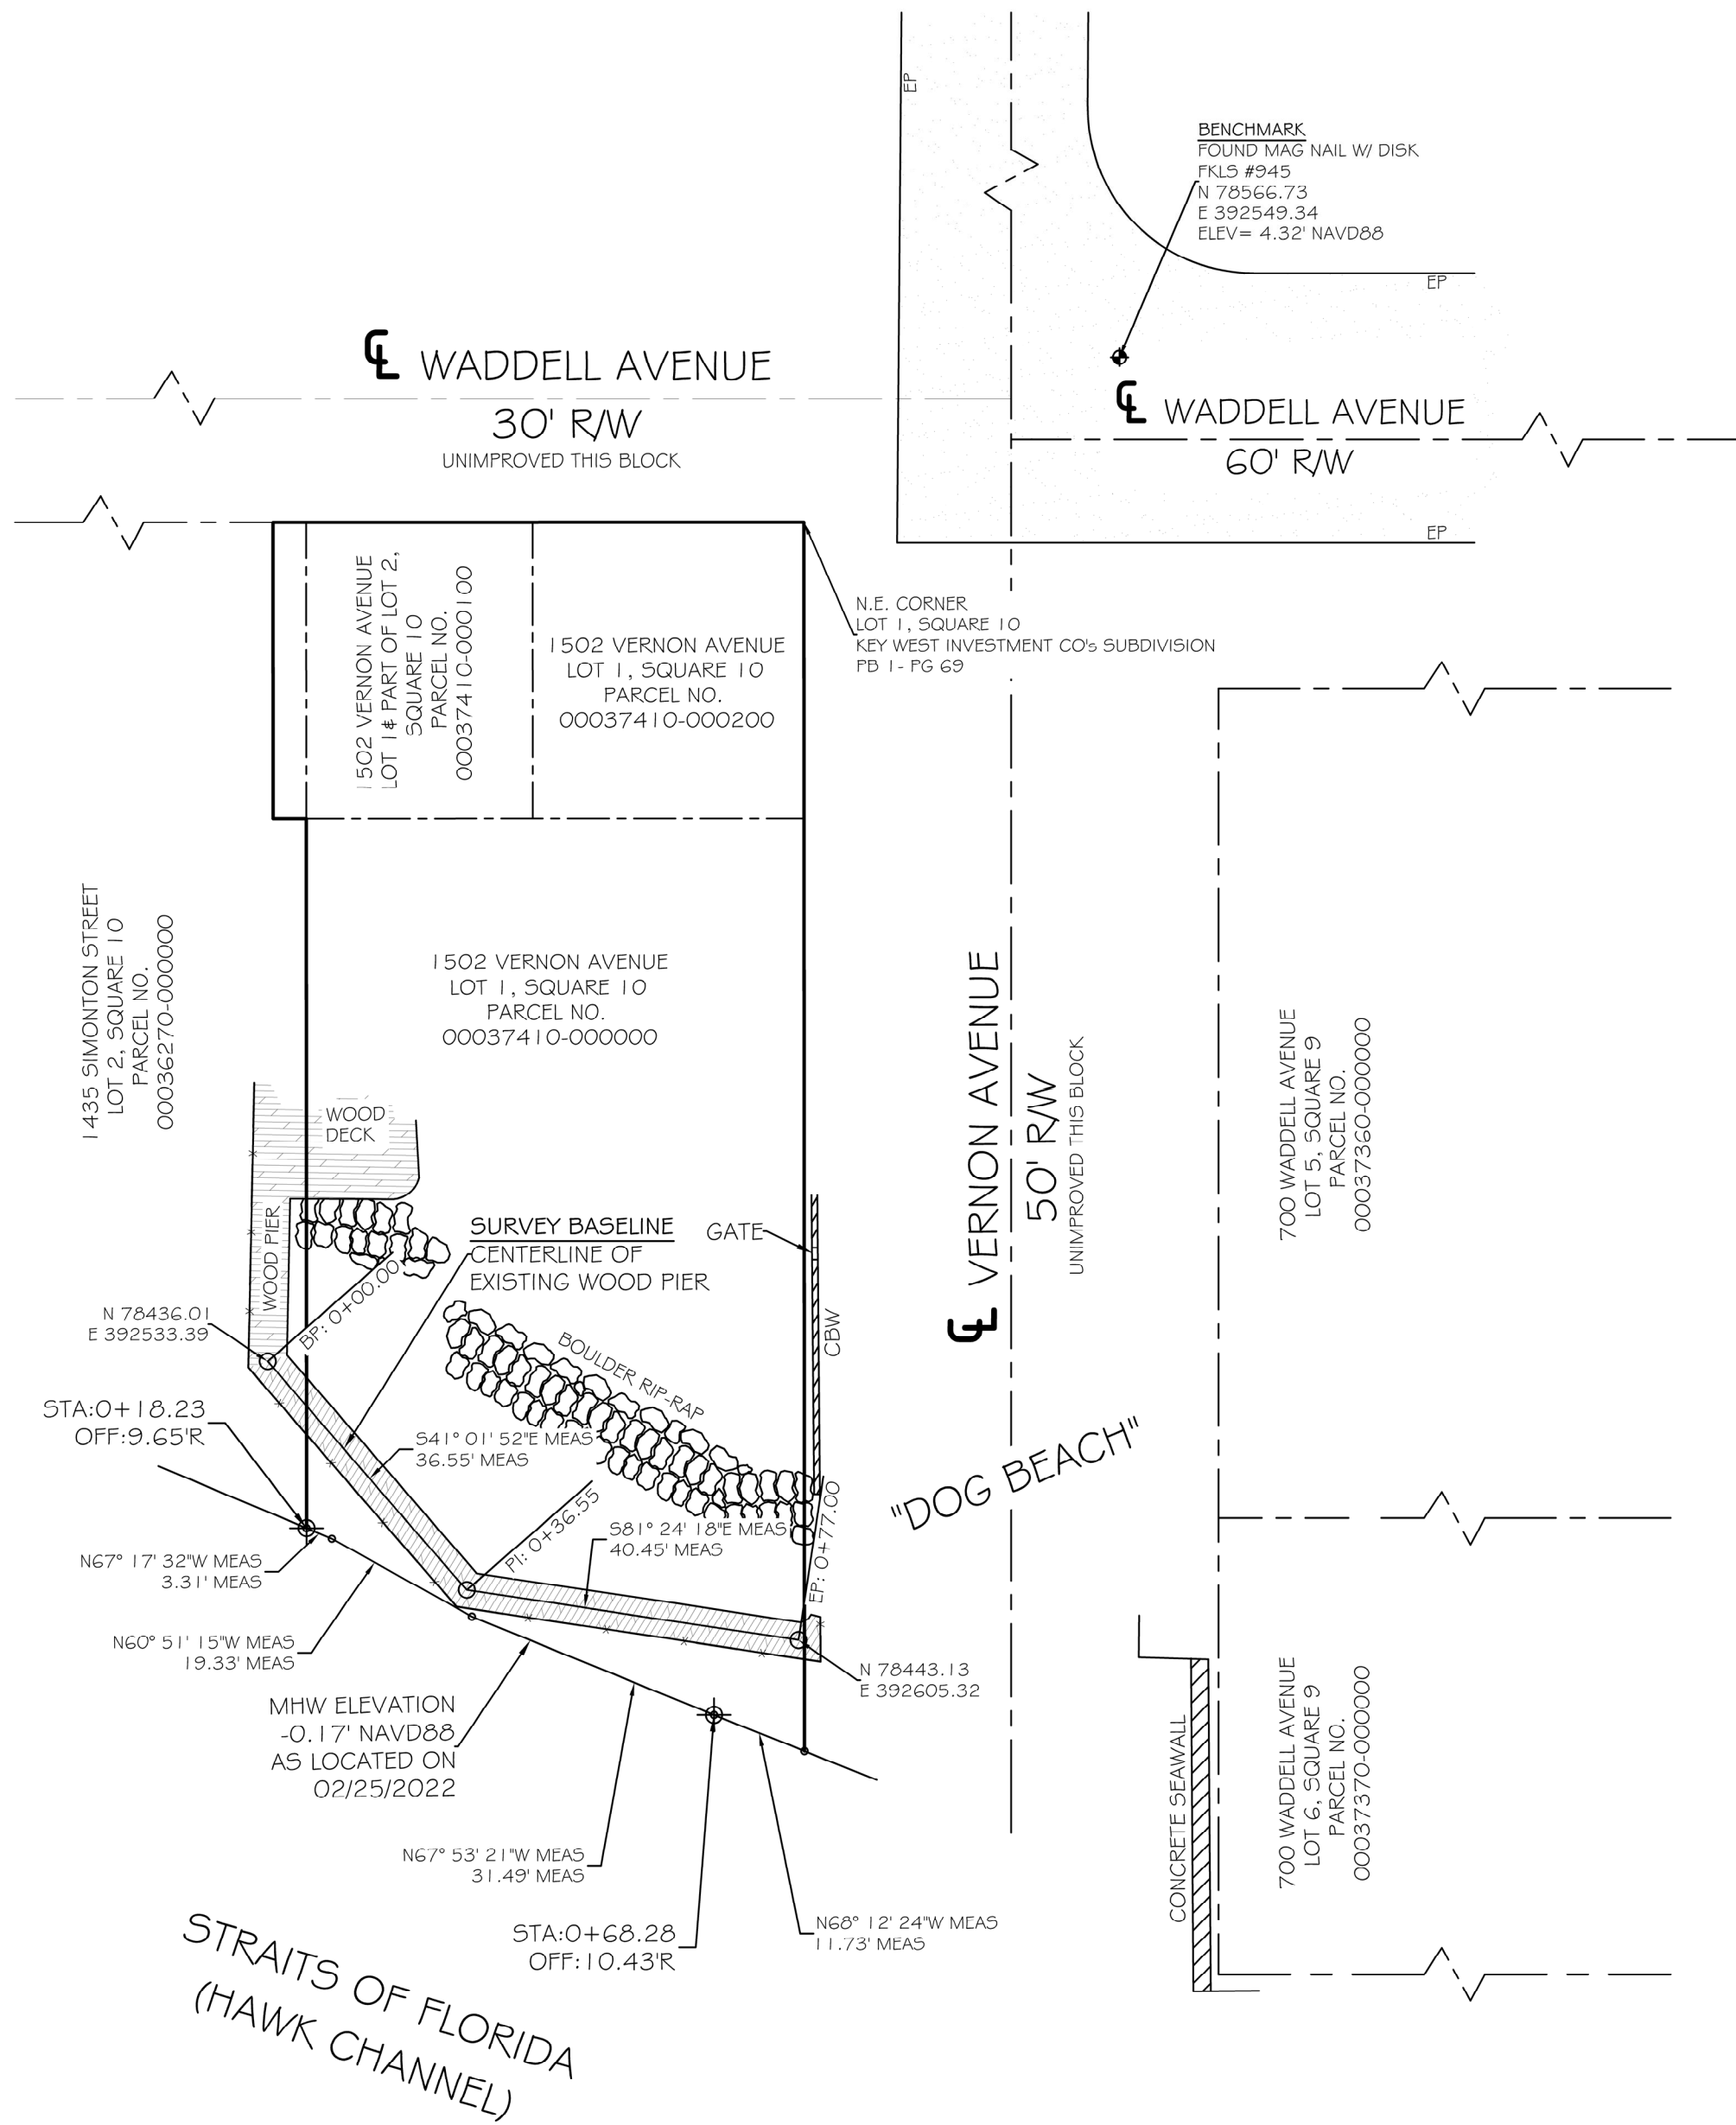 EP
BENCHMARK
FOUND MAG NAIL W/ DISK
FKLS #945
N 78566.73
E 392549.34
ELEV= 4.32' NAVD88
EP
℄ WADDELL AVENUE
30' R/W
UNIMPROVED THIS BLOCK
℄ WADDELL AVENUE
60' R/W
EP
1502 VERNON AVENUE
LOT 1& PART OF LOT 2,
SQUARE 10
PARCEL NO.
00037410-000100
1502 VERNON AVENUE
LOT 1, SQUARE 10
PARCEL NO.
00037410-000200
N.E. CORNER
LOT 1, SQUARE 10
KEY WEST INVESTMENT CO's SUBDIVISION
PB 1- PG 69
1435 SIMONTON STREET
LOT 2, SQUARE 10
PARCEL NO.
00036270-000000
1502 VERNON AVENUE
LOT 1, SQUARE 10
PARCEL NO.
00037410-000000
℄ VERNON AVENUE
50' R/W
UNIMPROVED THIS BLOCK
700 WADDELL AVENUE
LOT 5, SQUARE 9
PARCEL NO.
00037360-000000
WOOD
DECK
WOOD PIER
SURVEY BASELINE
CENTERLINE OF
EXISTING WOOD PIER
GATE
CBW
N 78436.01
E 392533.39
BP: 0+00.00
BOULDER RIP-RAP
STA:0+18.23
OFF:9.65'R
S41° 01' 52"E MEAS
36.55' MEAS
"DOG BEACH"
PI: 0+36.55
S81° 24' 18"E MEAS
40.45' MEAS
EP: 0+77.00
N67° 17' 32"W MEAS
3.31' MEAS
N60° 51' 15"W MEAS
19.33' MEAS
N 78443.13
E 392605.32
MHW ELEVATION
-0.17' NAVD88
AS LOCATED ON
02/25/2022
N67° 53' 21"W MEAS
31.49' MEAS
STA:0+68.28
OFF:10.43'R
N68° 12' 24"W MEAS
11.73' MEAS
CONCRETE SEAWALL
700 WADDELL AVENUE
LOT 6, SQUARE 9
PARCEL NO.
00037370-000000
STRAITS OF FLORIDA
(HAWK CHANNEL)